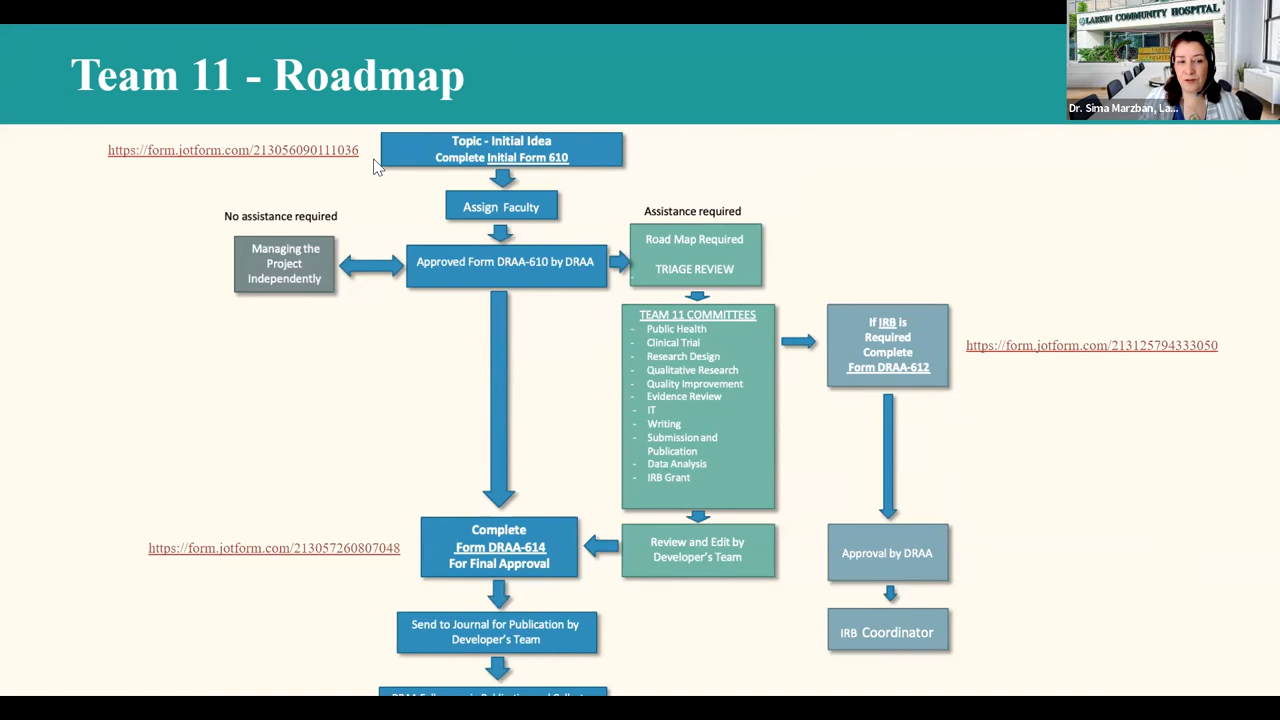 LARKIN COMMUNITY HOSPITAL
Dr. Sima Marzban, La...
Team 11 - Roadmap
https://form.jotform.com/213056090111036
Topic - Initial Idea
Complete Initial Form 610
Assign Faculty
No assistance required
Assistance required
Managing the
Project
Independently
Approved Form DRAA-610 by DRAA
Road Map Required
TRIAGE REVIEW
TEAM 11 COMMITTEES
- Public Health
- Clinical Trial
- Research Design
- Qualitative Research
- Quality Improvement
- Evidence Review
- IT
- Writing
- Submission and
Publication
- Data Analysis
- IRB Grant
If IRB is
Required
Complete
Form DRAA-612
https://form.jotform.com/213125794333050
https://form.jotform.com/213057260807048
Complete
Form DRAA-614
For Final Approval
Review and Edit by
Developer's Team
Approval by DRAA
Send to Journal for Publication by
Developer's Team
IRB Coordinator